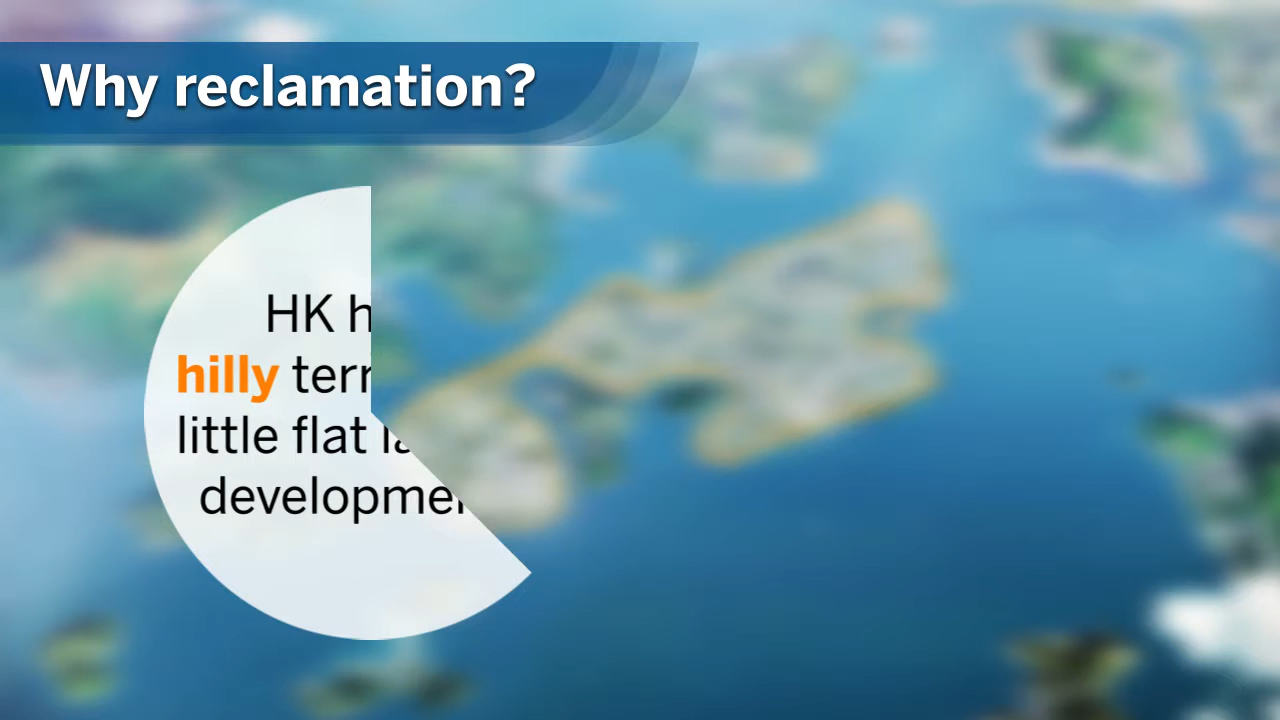 Why reclamation?
HK h
hilly terr
little flat la
developme